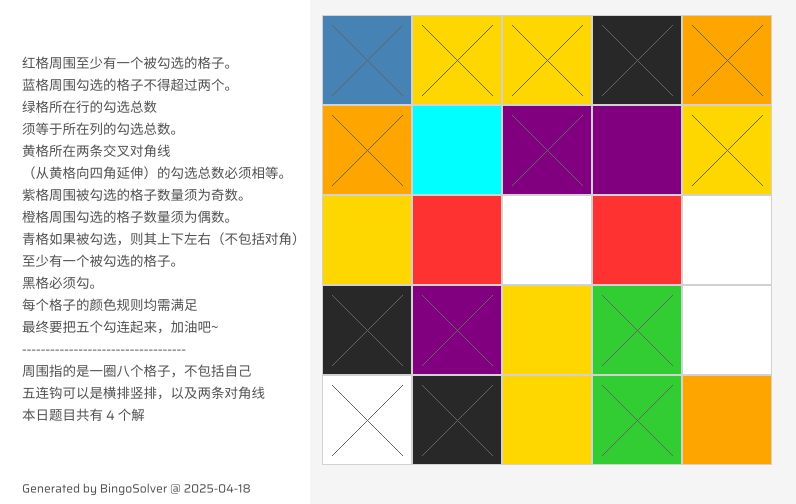 红格周围至少有一个被勾选的格子。
蓝格周围勾选的格子不得超过两个。
绿格所在行的勾选总数
须等于所在列的勾选总数。
黄格所在两条交叉对角线
（从黄格向四角延伸）的勾选总数必须相等。
紫格周围被勾选的格子数量须为奇数。
橙格周围勾选的格子数量须为偶数。
青格如果被勾选，则其上下左右（不包括对角）
至少有一个被勾选的格子。
黑格必须勾。
每个格子的颜色规则均需满足
最终要把五个勾连起来，加油吧~
-----------------------------------
周围指的是一圈八个格子，不包括自己
五连钩可以是横排竖排，以及两条对角线
本日题目共有 4 个解
Generated by BingoSolver @ 2025-04-18